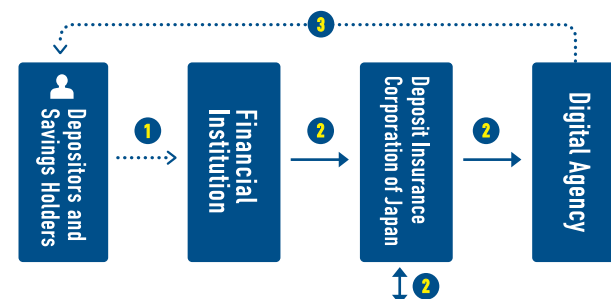 3
Depositors and
Savings Holders
1
Financial
Institution
2
Deposit Insurance
Corporation of Japan
2
Digital Agency
2